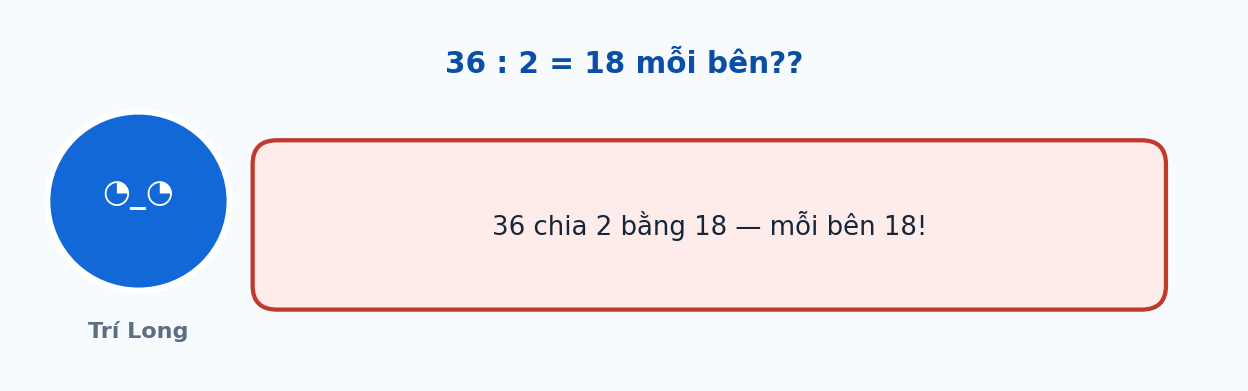 36 : 2 = 18 mỗi bên??
◔_◔
36 chia 2 bằng 18 — mỗi bên 18!
Trí Long